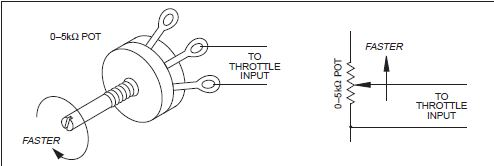 0–5kΩ POT
TO
THROTTLE
INPUT
FASTER
FASTER
0–5kΩ POT
TO
THROTTLE
INPUT